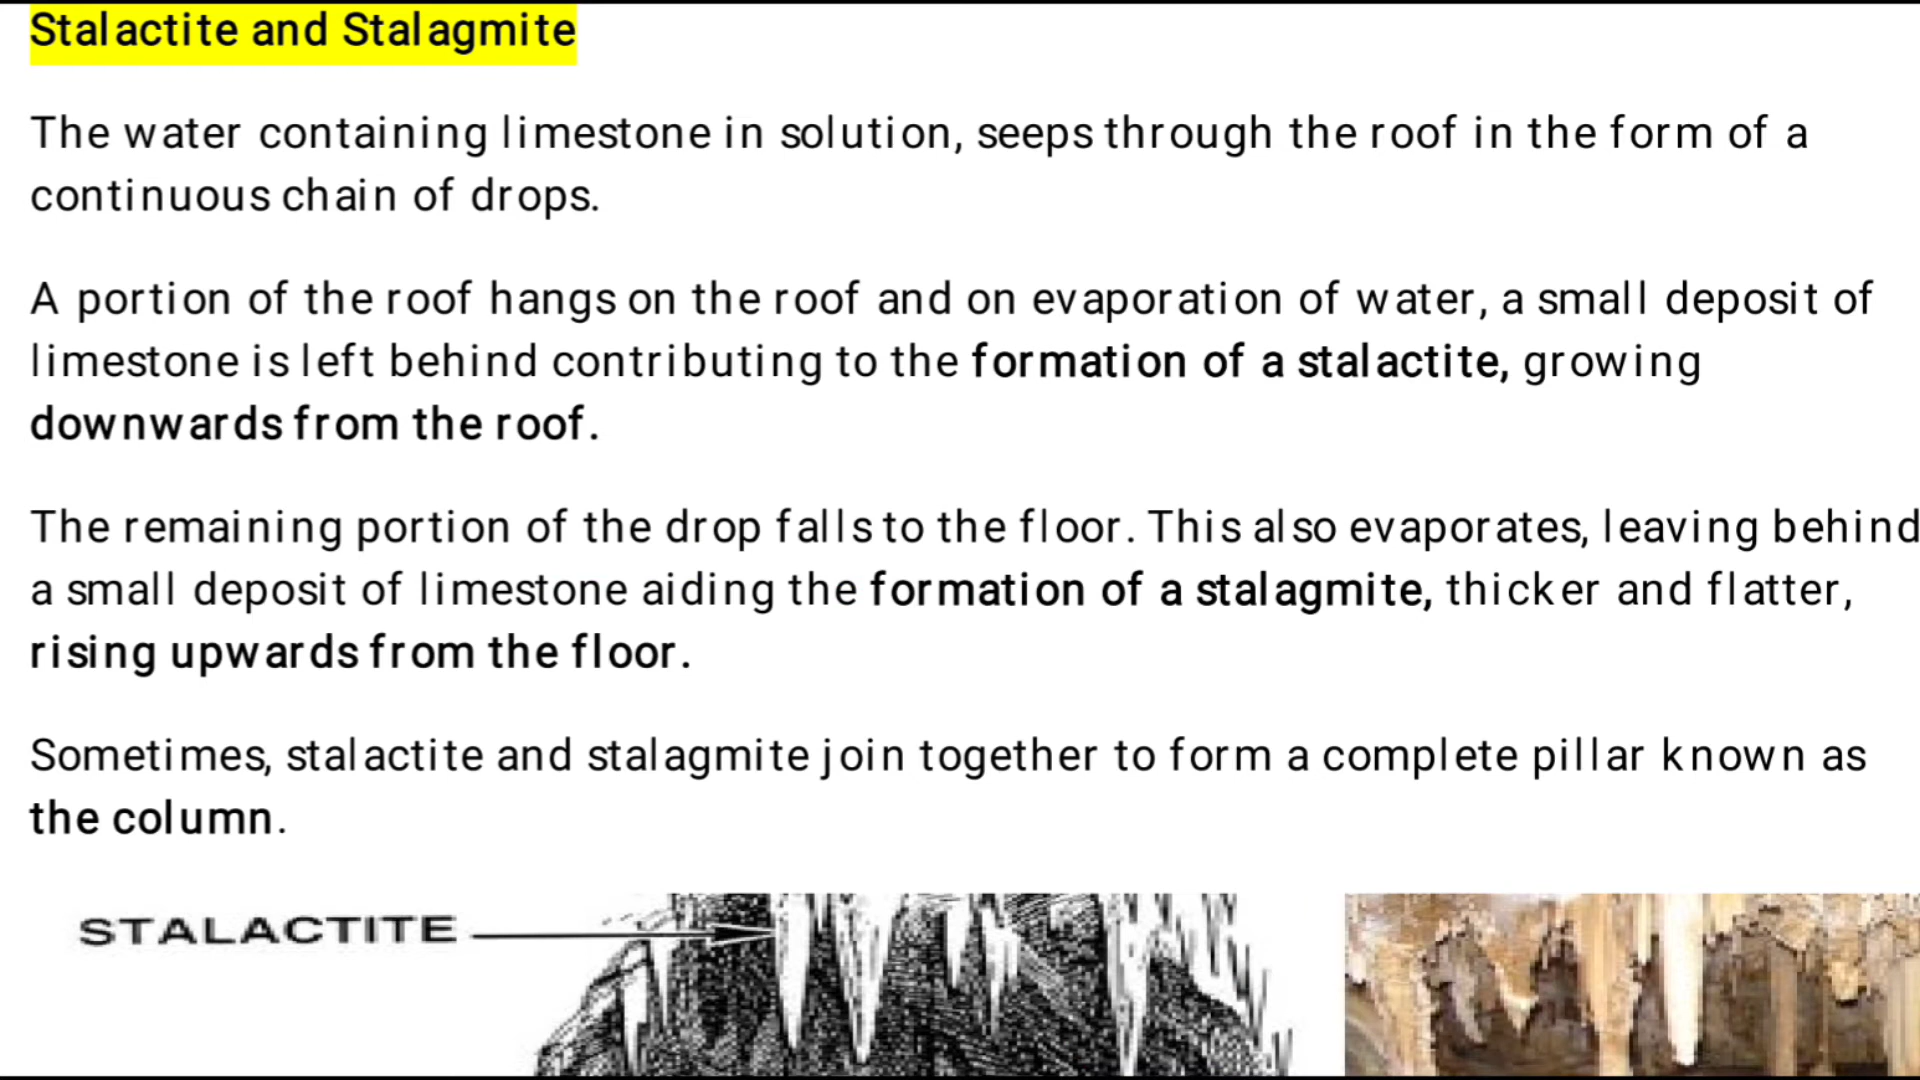 Stalactite and Stalagmite
The water containing limestone in solution, seeps through the roof in the form of a
continuous chain of drops.
A portion of the roof hangs on the roof and on evaporation of water, a small deposit of
limestone is left behind contributing to the formation of a stalactite, growing
downwards from the roof.
The remaining portion of the drop falls to the floor. This also evaporates, leaving behind
a small deposit of limestone aiding the formation of a stalagmite, thicker and flatter,
rising upwards from the floor.
Sometimes, stalactite and stalagmite join together to form a complete pillar known as
the column.
STALACTITE